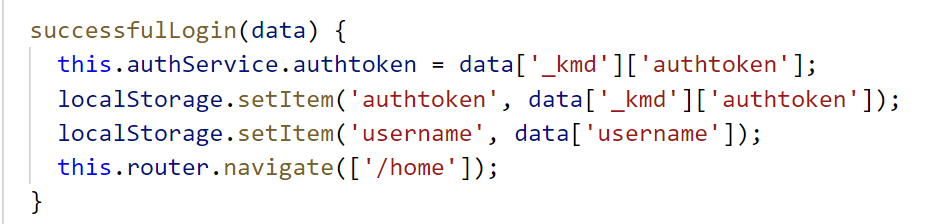 successfulLogin(data) {
  this.authService.authtoken = data['_kmd']['authtoken'];
  localStorage.setItem('authtoken', data['_kmd']['authtoken']);
  localStorage.setItem('username', data['username']);
  this.router.navigate(['/home']);
}